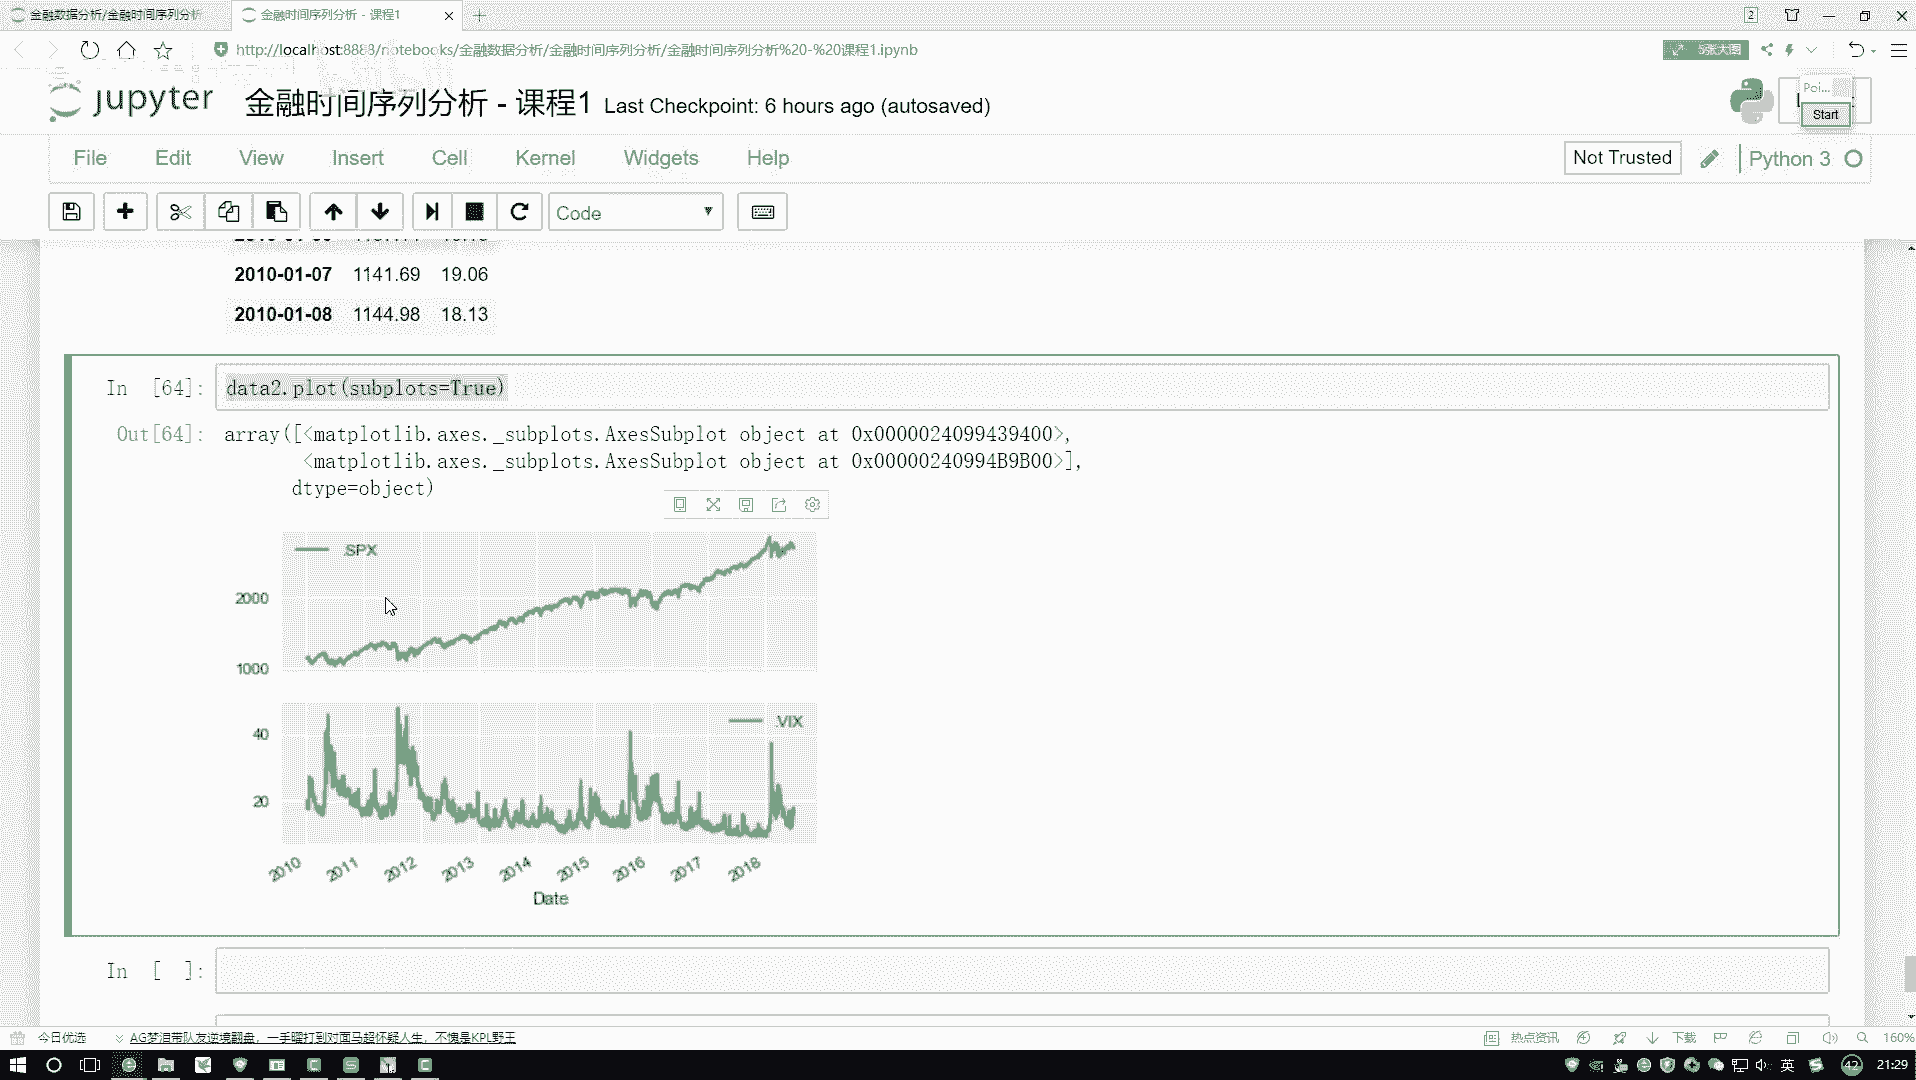 金融数据分析/金融时间序列分析
金融时间序列分析 - 课程1
2
http://localhost:8888/notebooks/金融数据分析/金融时间序列分析/金融时间序列分析%20-%20课程1.ipynb
5张大图
jupyter 金融时间序列分析 - 课程1 Last Checkpoint: 6 hours ago (autosaved)
Poi...
Start
File Edit View Insert Cell Kernel Widgets Help
Not Trusted
Python 3
Code
2010-01-07 1141.69 19.06
2010-01-08 1144.98 18.13
In [64]: data2.plot(subplots=True)
Out[64]: array([<matplotlib.axes._subplots.AxesSubplot object at 0x0000024099439400>,
<matplotlib.axes._subplots.AxesSubplot object at 0x00000240994B9B00>],
dtype=object)
.SPX
2000
1000
.VIX
40
20
2010 2011 2012 2013 2014 2015 2016 2017 2018
Date
In [ ]:
今日优选
AG梦泪带队友逆境翻盘，一手曜打到对面马超怀疑人生，不愧是KPL野王
热点资讯
下载
160%
英
42
21:29